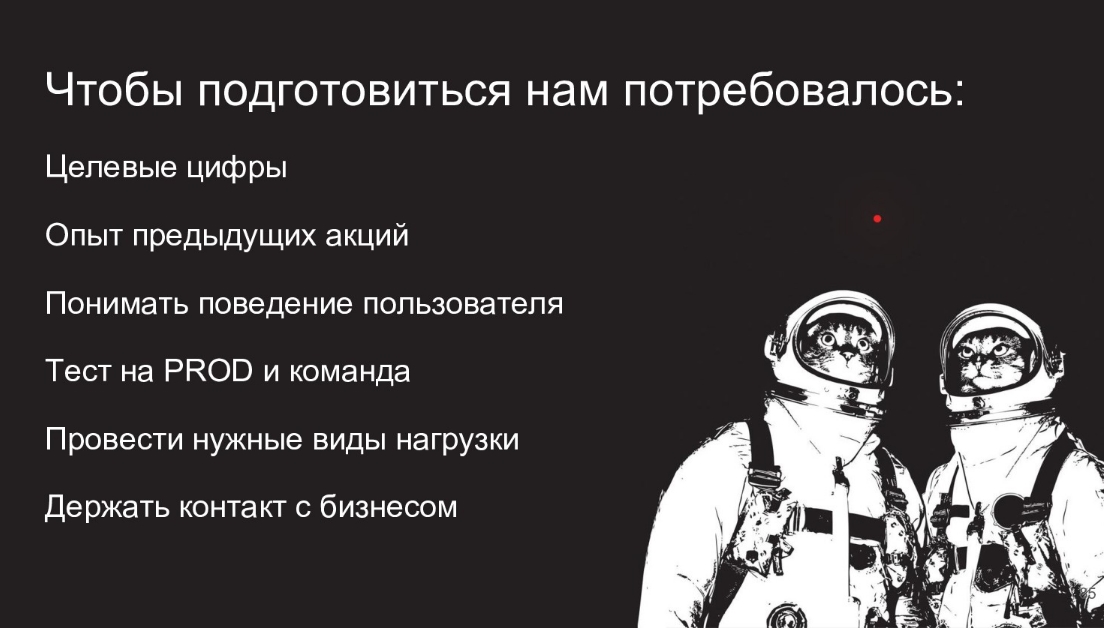 Чтобы подготовиться нам потребовалось:
Целевые цифры
Опыт предыдущих акций
Понимать поведение пользователя
Тест на PROD и команда
Провести нужные виды нагрузки
Держать контакт с бизнесом